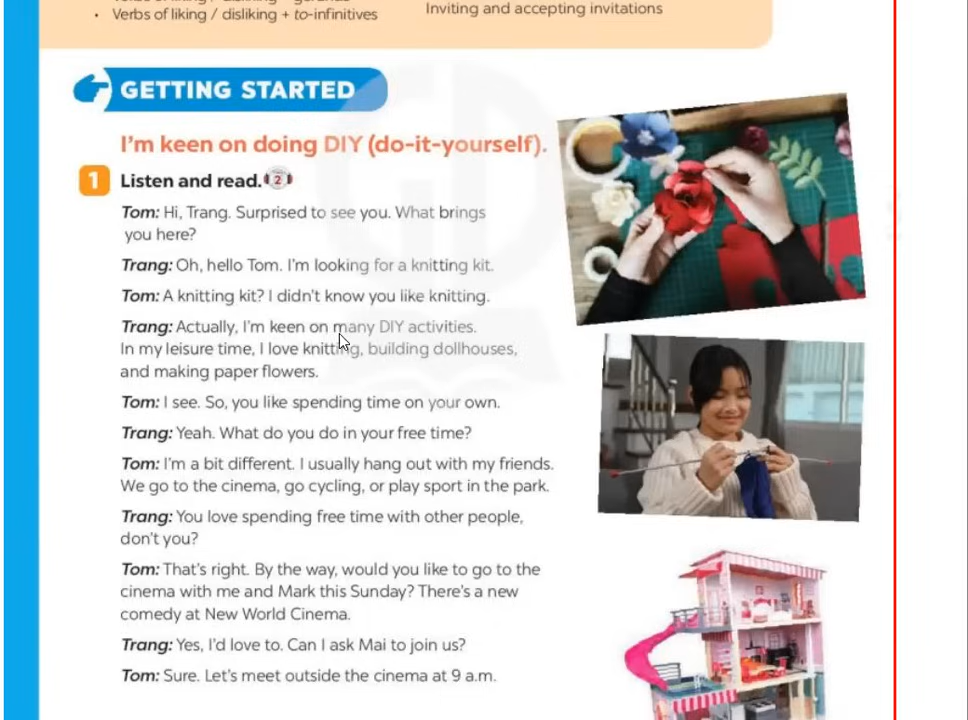 • Verbs of liking / disliking + to-infinitives
Inviting and accepting invitations
GETTING STARTED
I'm keen on doing DIY (do-it-yourself).
1 Listen and read. 2
Tom: Hi, Trang. Surprised to see you. What brings
you here?
Trang: Oh, hello Tom. I'm looking for a knitting kit.
Tom: A knitting kit? I didn't know you like knitting.
Trang: Actually, I'm keen on many DIY activities.
In my leisure time, I love knitting, building dollhouses,
and making paper flowers.
Tom: I see. So, you like spending time on your own.
Trang: Yeah. What do you do in your free time?
Tom: I'm a bit different. I usually hang out with my friends.
We go to the cinema, go cycling, or play sport in the park.
Trang: You love spending free time with other people,
don't you?
Tom: That's right. By the way, would you like to go to the
cinema with me and Mark this Sunday? There's a new
comedy at New World Cinema.
Trang: Yes, I'd love to. Can I ask Mai to join us?
Tom: Sure. Let's meet outside the cinema at 9 a.m.